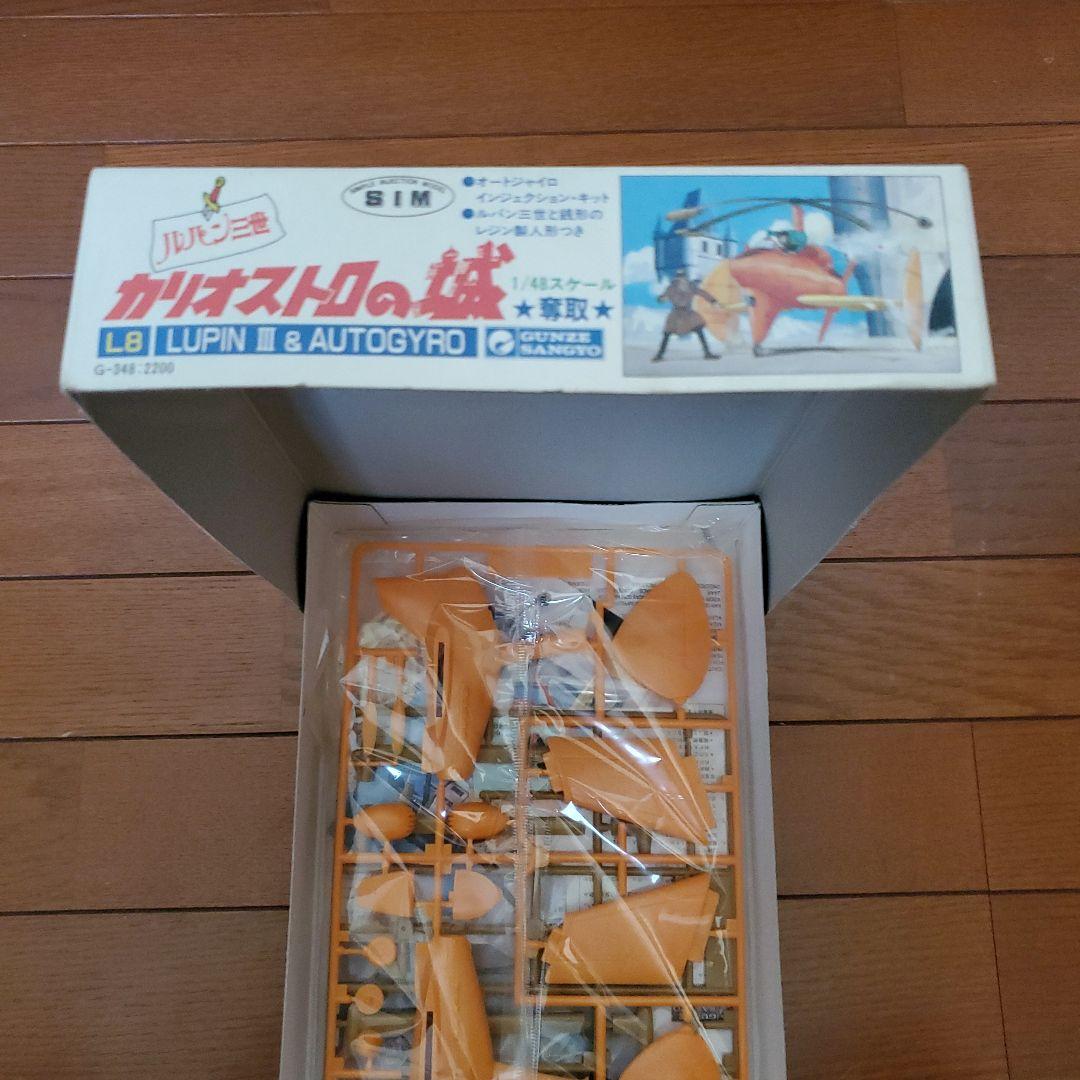 ルパン三世
カリオストロの城
L8 LUPIN III & AUTOGYRO
G-348:2200
SIMPLE INJECTION MODEL
SIM
●オートジャイロ
インジェクション・キット
●ルパン三世と銭形の
レジン製人形つき
1/48スケール
★奪取★
GUNZE
SANGYO